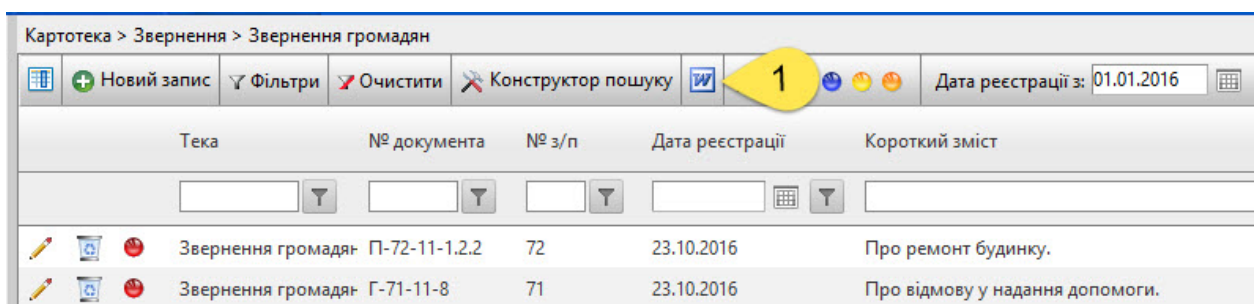 Картотека > Звернення > Звернення громадян
Новий запис Фільтри Очистити Конструктор пошуку W 1 Дата реєстрації з: 01.01.2016
Тека № документа № з/п Дата реєстрації Короткий зміст
Звернення громадян П-72-11-1.2.2 72 23.10.2016 Про ремонт будинку.
Звернення громадян Г-71-11-8 71 23.10.2016 Про відмову у надання допомоги.